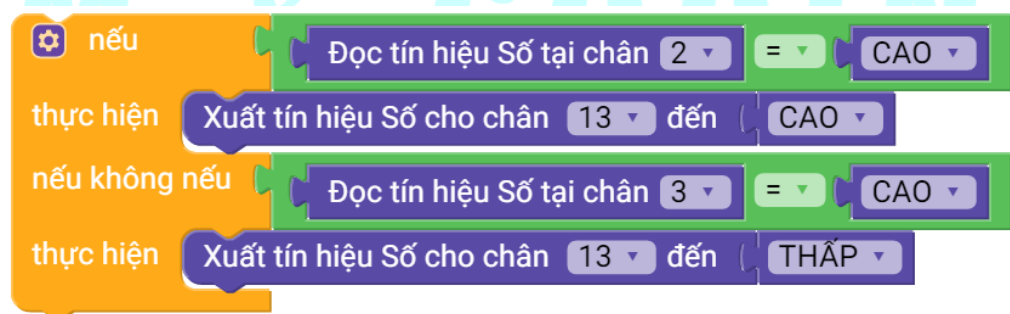 nếu Đọc tín hiệu Số tại chân 2 = CAO
thực hiện Xuất tín hiệu Số cho chân 13 đến CAO
nếu không nếu Đọc tín hiệu Số tại chân 3 = CAO
thực hiện Xuất tín hiệu Số cho chân 13 đến THẤP